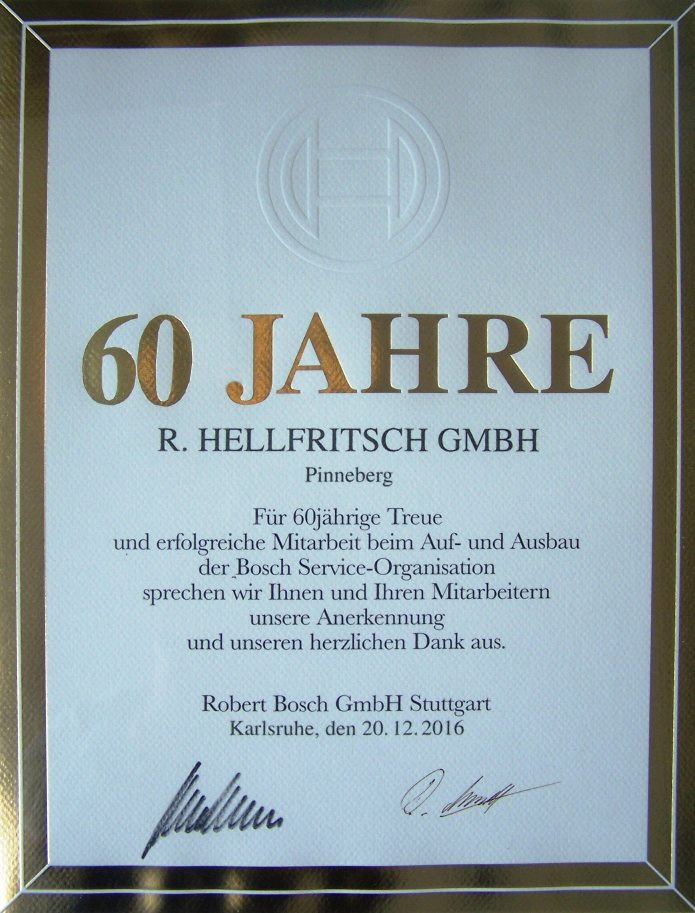 60 JAHRE
R. HELLFRITSCH GMBH
Pinneberg
Für 60jährige Treue
und erfolgreiche Mitarbeit beim Auf- und Ausbau
der Bosch Service-Organisation
sprechen wir Ihnen und Ihren Mitarbeitern
unsere Anerkennung
und unseren herzlichen Dank aus.
Robert Bosch GmbH Stuttgart
Karlsruhe, den 20.12.2016